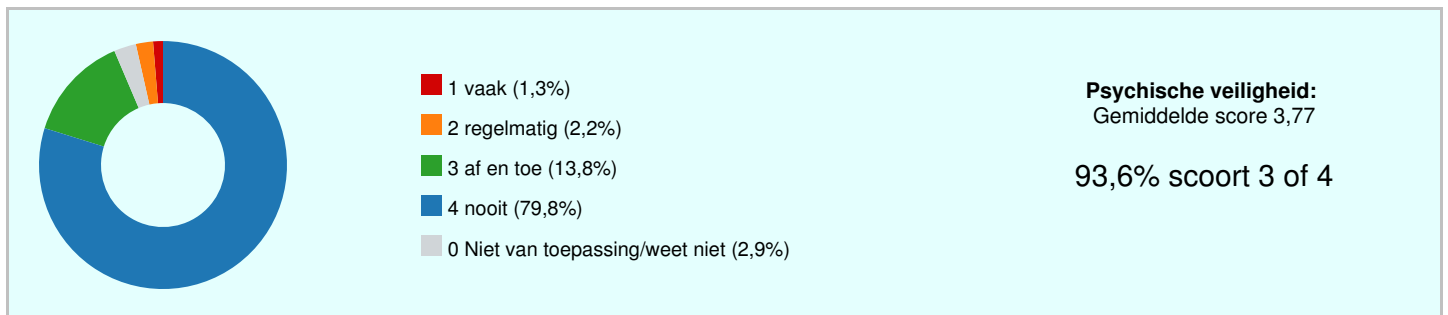 1 vaak (1,3%)
2 regelmatig (2,2%)
3 af en toe (13,8%)
4 nooit (79,8%)
0 Niet van toepassing/weet niet (2,9%)
Psychische veiligheid:
Gemiddelde score 3,77
93,6% scoort 3 of 4